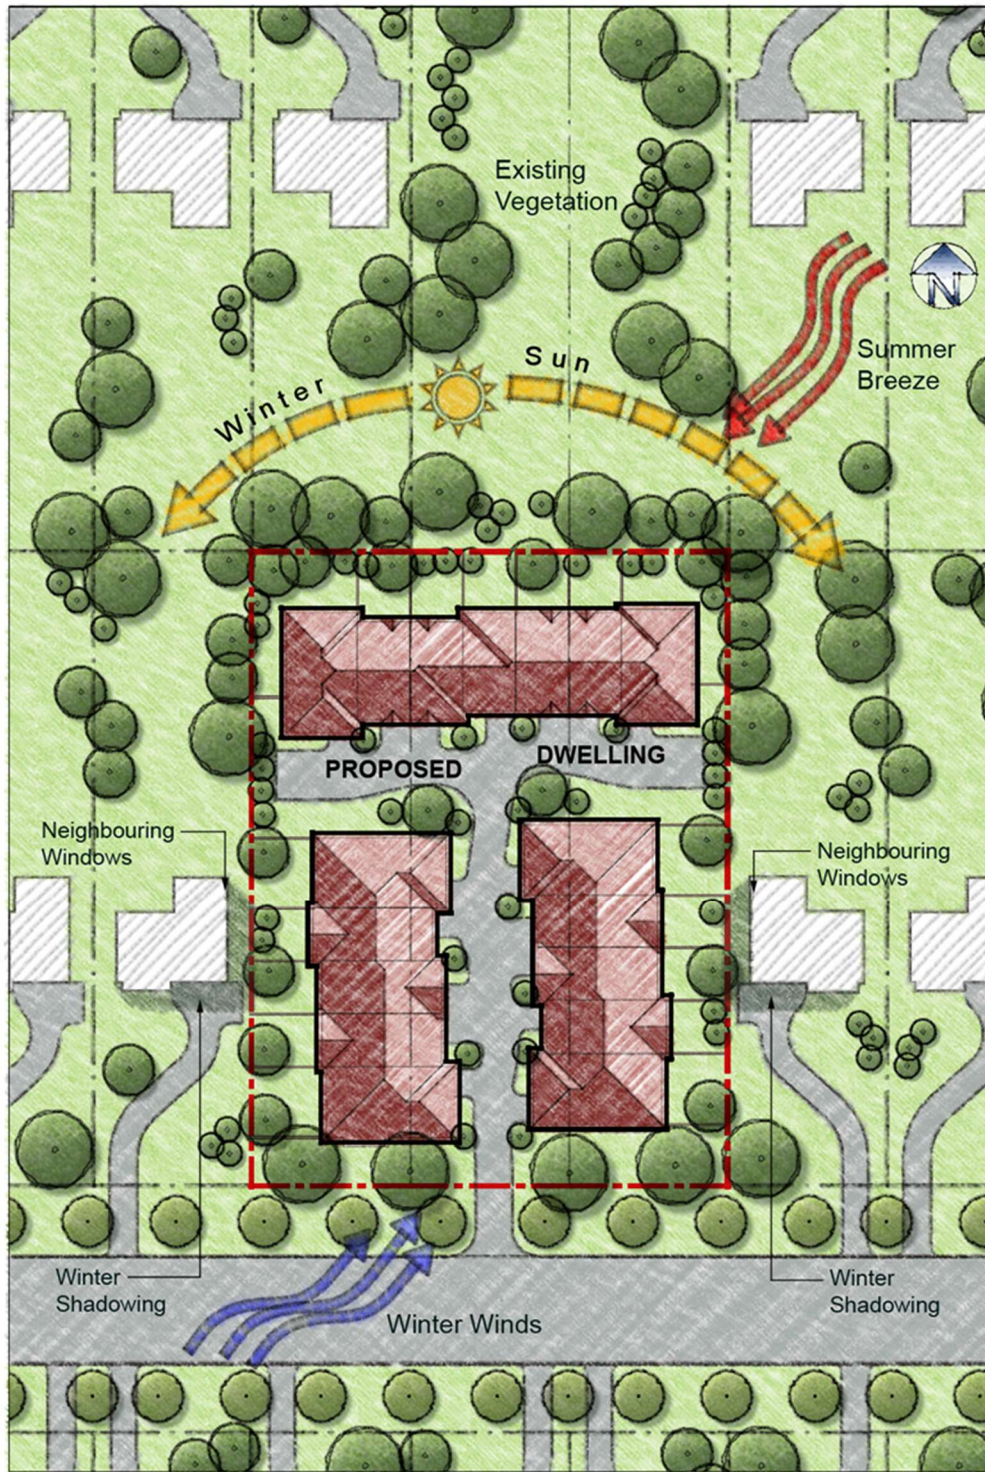 Existing
Vegetation
N
Summer
Breeze
Winter Sun
PROPOSED DWELLING
Neighbouring
Windows
Neighbouring
Windows
Winter
Shadowing
Winter
Shadowing
Winter Winds